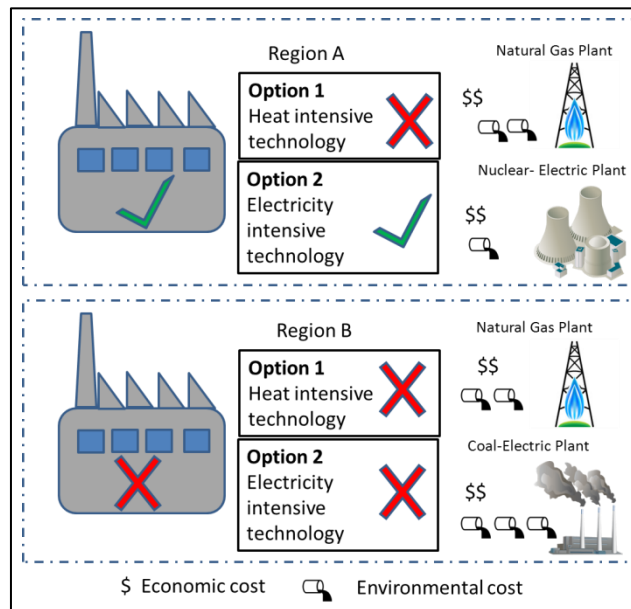 Region A
Option 1
Heat intensive
technology
Option 2
Electricity
intensive
technology
Natural Gas Plant
$$
Nuclear- Electric Plant
$$
Region B
Option 1
Heat intensive
technology
Option 2
Electricity
intensive
technology
Natural Gas Plant
$$
Coal-Electric Plant
$$
$ Economic cost
Environmental cost